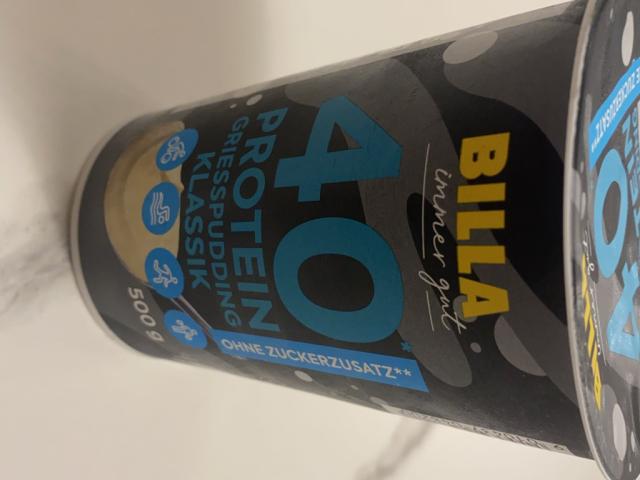 BILLA
immer gut
40*
PROTEIN
GRIESSPUDDING
KLASSIK
OHNE ZUCKERZUSATZ**
500 g